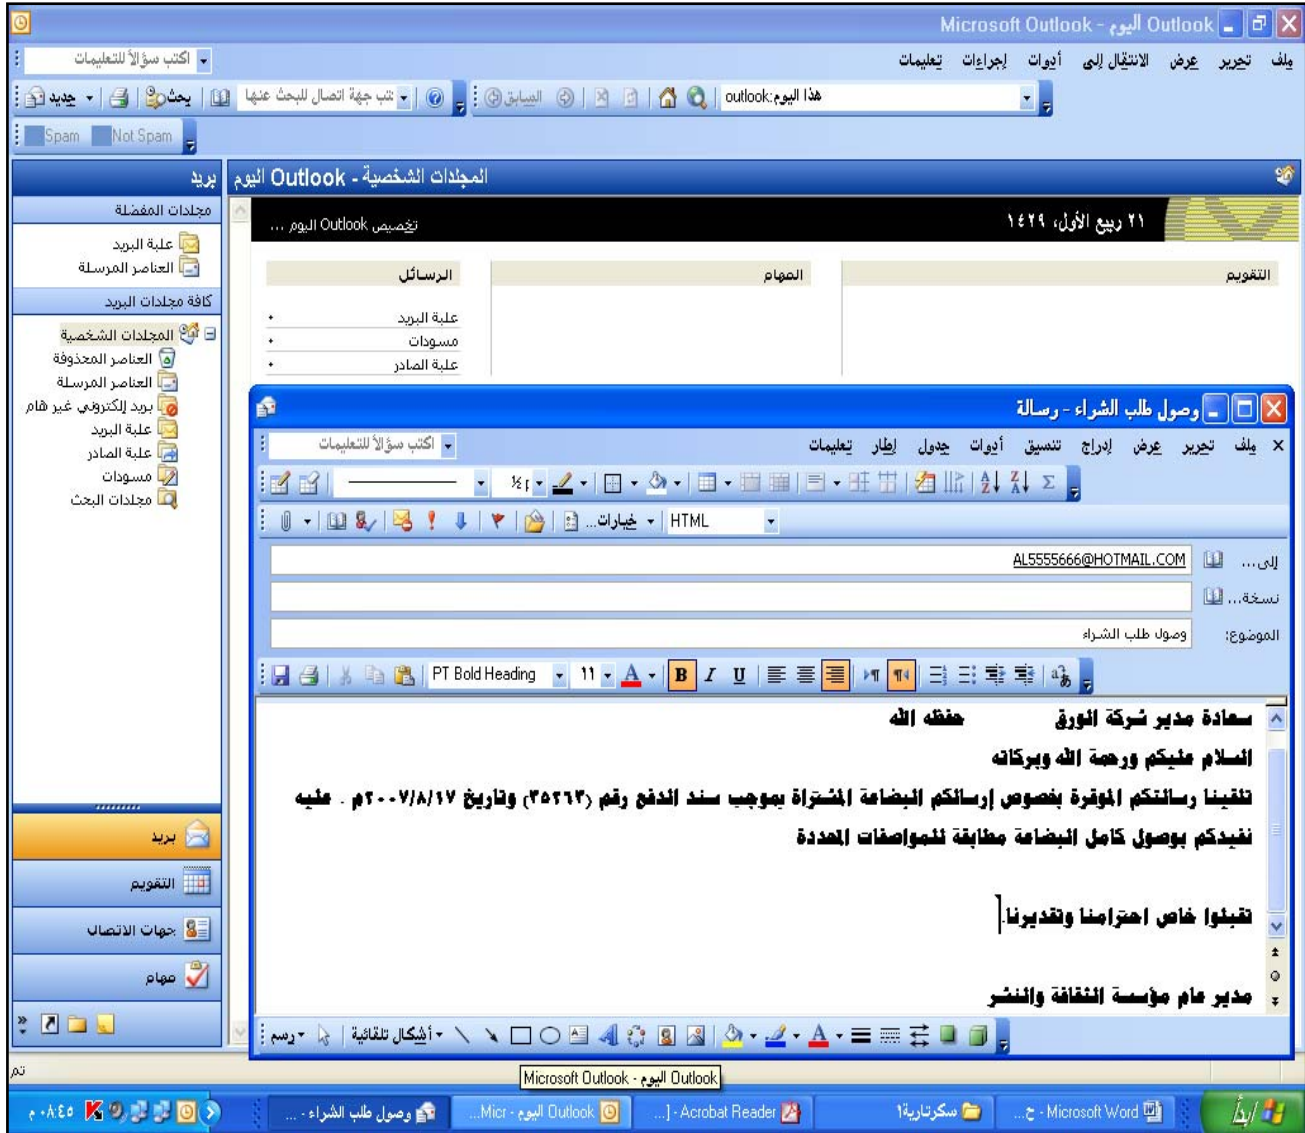 Outlook اليوم - Microsoft Outlook
ملف تحرير عرض الانتقال إلى أدوات إجراءات تعليمات
اكتب سؤالاً للتعليمات
هذا اليوم:outlook
السابق
تب جهة اتصال للبحث عنها
بحث
جديد
Spam Not Spam
المجلدات الشخصية - Outlook اليوم
بريد
٢١ ربيع الأول، ١٤٢٩
تخصيص Outlook اليوم ...
التقويم المهام الرسائل
علبة البريد
مسودات
علبة الصادر
مجلدات المفضلة
علبة البريد
العناصر المرسلة
كافة مجلدات البريد
المجلدات الشخصية
العناصر المحذوفة
العناصر المرسلة
بريد إلكتروني غير هام
علبة البريد
علبة الصادر
مسودات
مجلدات البحث
بريد
التقويم
جهات الاتصال
مهام
وصول طلب الشراء - رسالة
ملف تحرير عرض إدراج تنسيق أدوات جدول إطار تعليمات
اكتب سؤالاً للتعليمات
HTML
خيارات...
إلى... AL5555666@HOTMAIL.COM
نسخة...
الموضوع: وصول طلب الشراء
PT Bold Heading ١١ B I U
سعادة مدير شركة الورق حفظه الله
السلام عليكم ورحمة الله وبركاته
تلقينا رسالتكم الموقرة بخصوص إرسالكم البضاعة المشتراة بموجب سند الدفع رقم (٣٥٢٦٣) وتاريخ ٢٠٠٧/٨/١٧م . عليه
نفيدكم بوصول كامل البضاعة مطابقة للمواصفات المحددة
تقبلوا خاص احترامنا وتقديرنا.
مدير عام مؤسسة الثقافة والنشر
رسم أشكال تلقائية
تم
Outlook اليوم - Microsoft Outlook
ابدأ
Microsoft Word - ح...
سكرتارية١
Acrobat Reader - [...
Outlook اليوم - Micr...
وصول طلب الشراء - ...
٠٨:٤٥ م